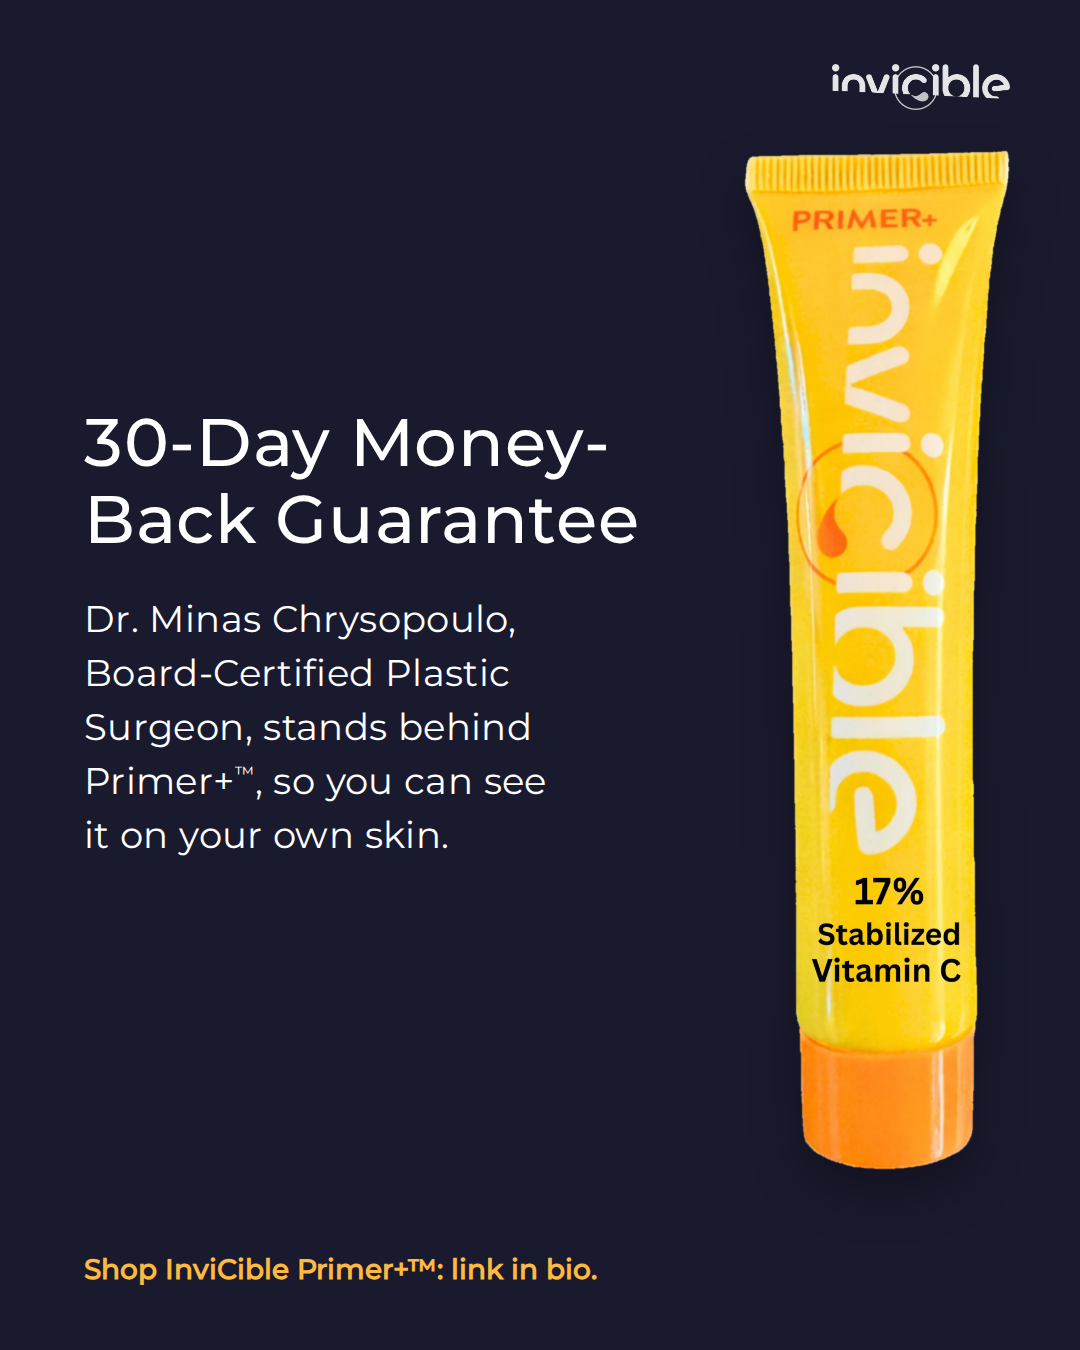 invicible
PRIMER+
invicible
30-Day Money-
Back Guarantee
Dr. Minas Chrysopoulo,
Board-Certified Plastic
Surgeon, stands behind
Primer+™, so you can see
it on your own skin.
17%
Stabilized
Vitamin C
Shop InviCible Primer+™: link in bio.